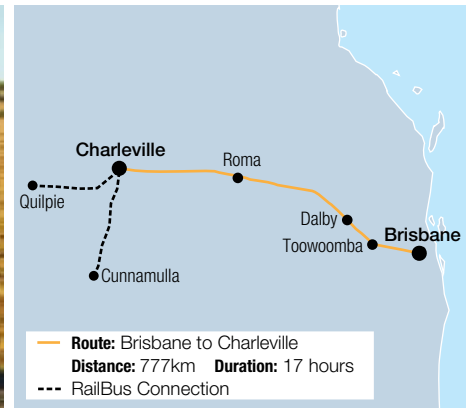 Charleville
Roma
Quilpie
Dalby
Brisbane
Toowoomba
Cunnamulla
Route: Brisbane to Charleville
Distance: 777km Duration: 17 hours
RailBus Connection